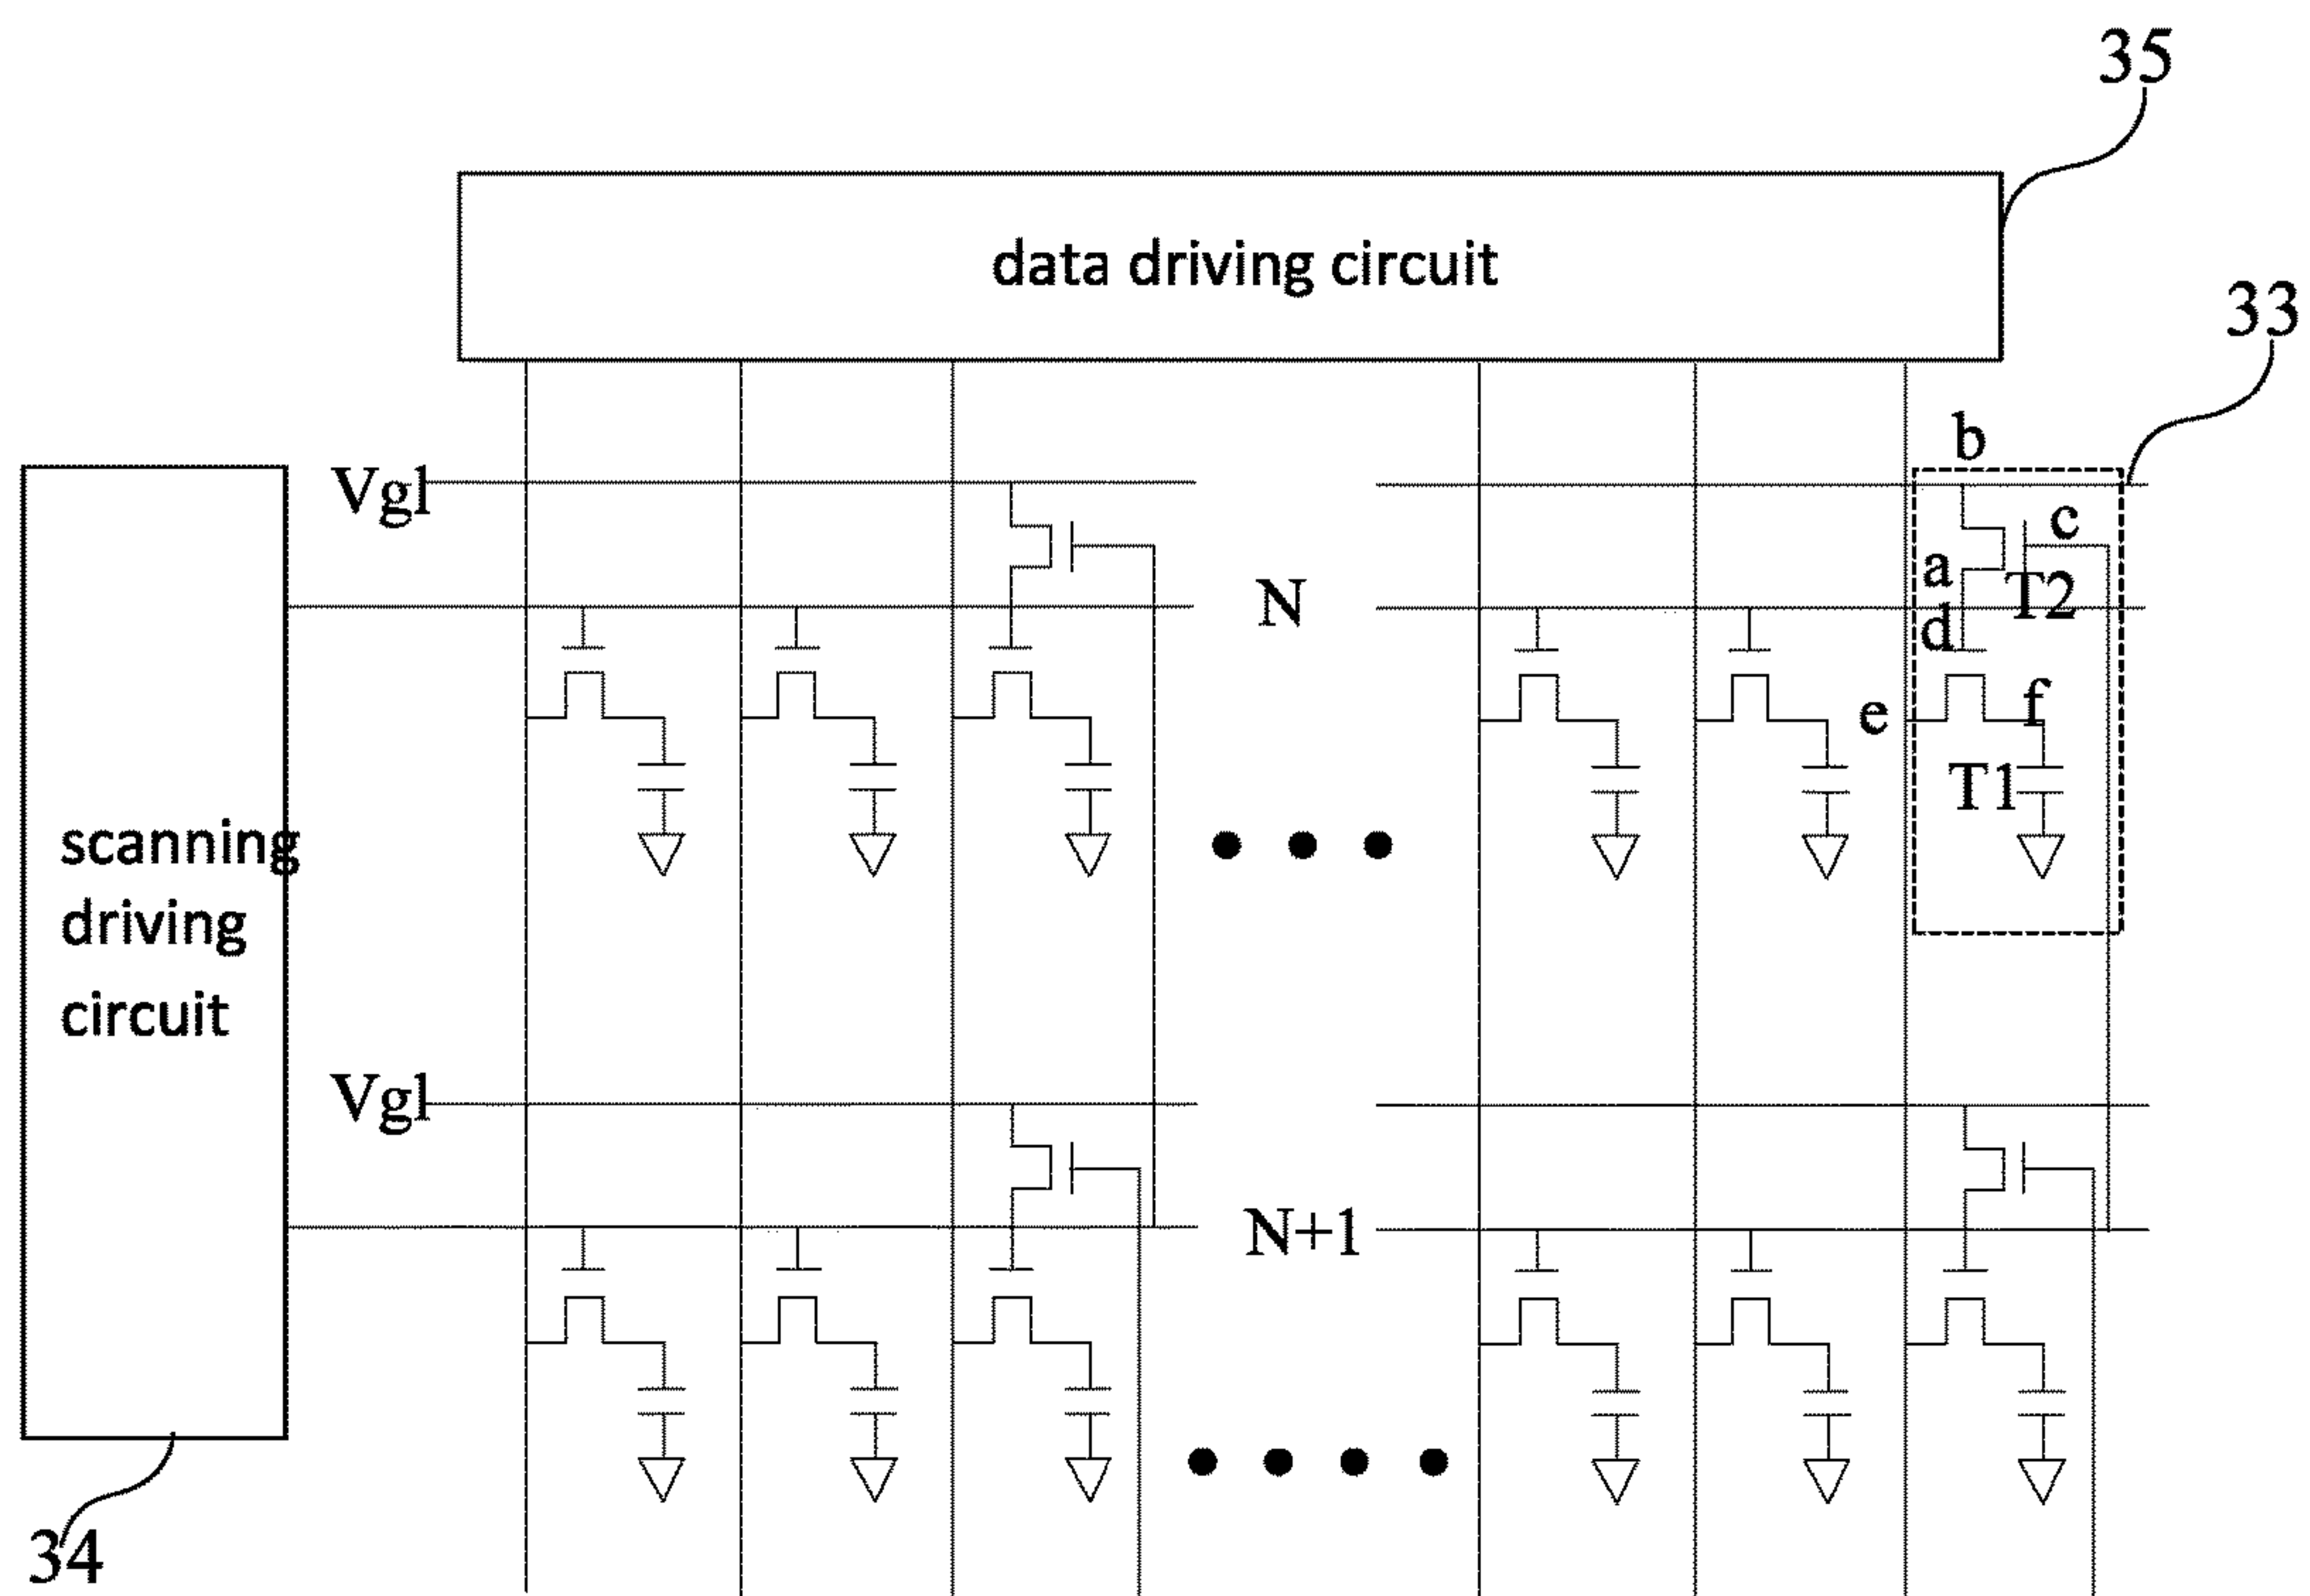 35
data driving circuit
33
b
Vgl
c
a
T2
N
d
f
e
T1
scanning
driving
circuit
Vgl
N+1
34